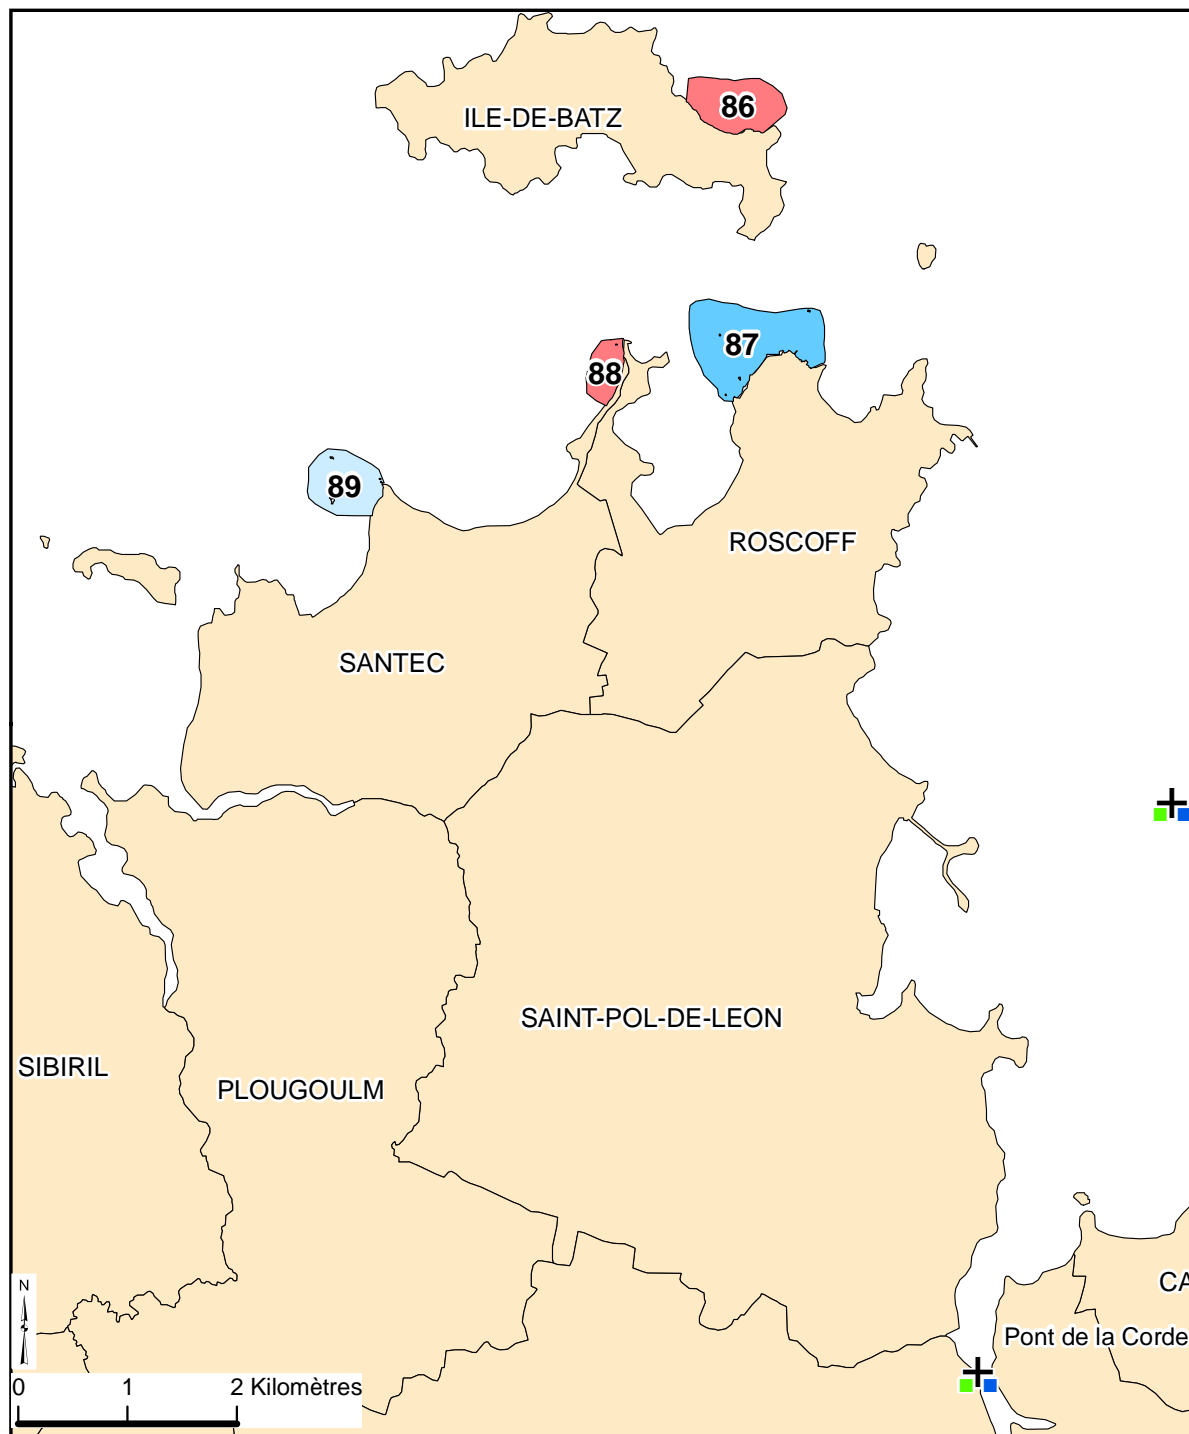 86
ILE-DE-BATZ
87
88
89
ROSCOFF
SANTEC
SAINT-POL-DE-LEON
SIBIRIL
PLOUGOULM
N
CA
Pont de la Corde
0 1 2 Kilomètres